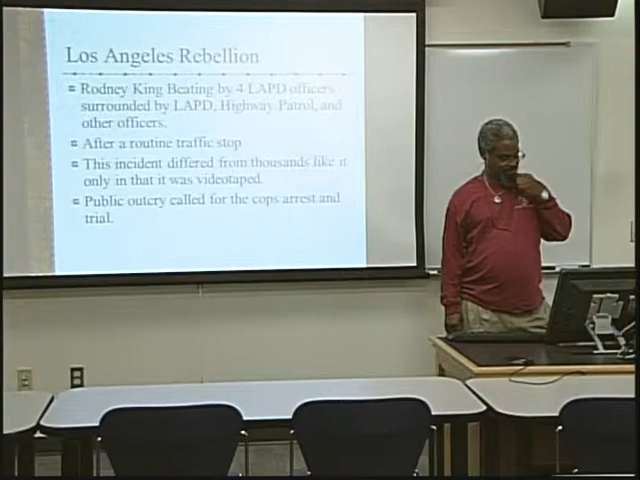 Los Angeles Rebellion
Rodney King Beating by 4 LAPD officers
surrounded by LAPD, Highway Patrol, and
other officers.
After a routine traffic stop
This incident differed from thousands like it
only in that it was videotaped.
Public outcry called for the cops arrest and
trial.